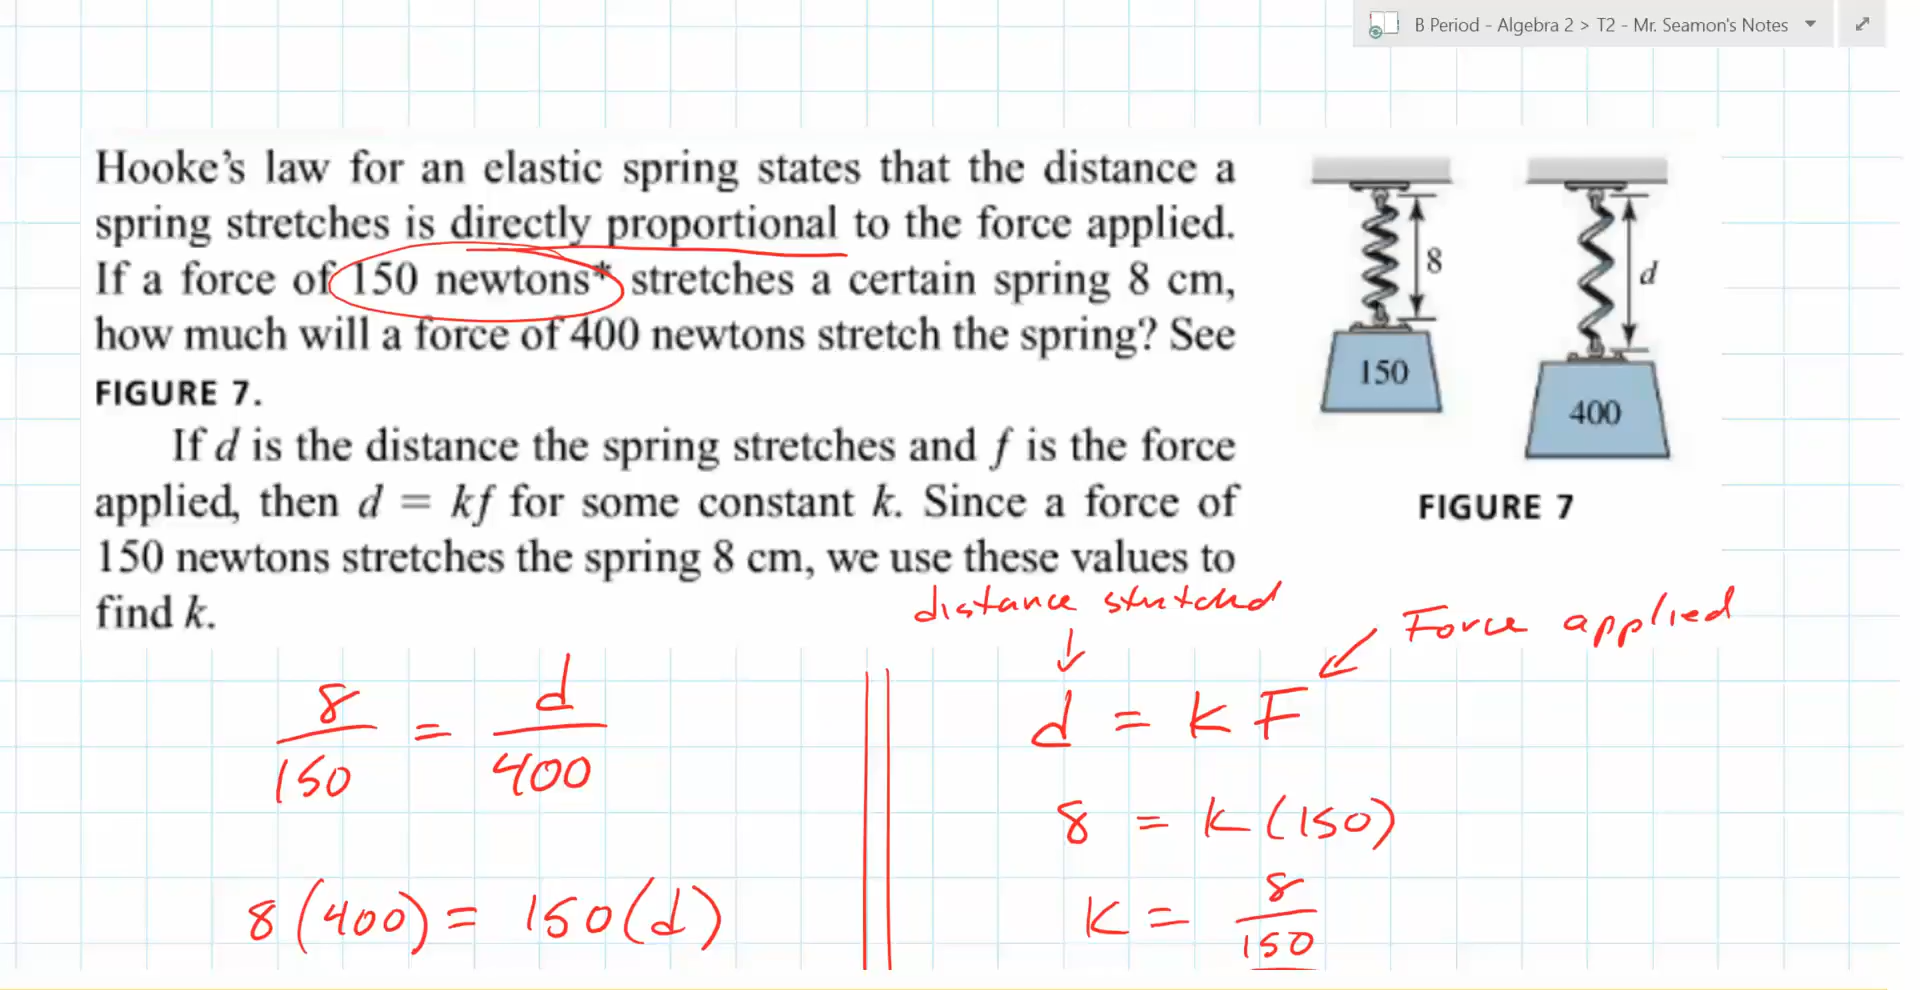 B Period - Algebra 2 > T2 - Mr. Seamon's Notes
Hooke's law for an elastic spring states that the distance a
spring stretches is directly proportional to the force applied.
If a force of 150 newtons* stretches a certain spring 8 cm,
how much will a force of 400 newtons stretch the spring? See
FIGURE 7.
If d is the distance the spring stretches and f is the force
applied, then d = kf for some constant k. Since a force of
150 newtons stretches the spring 8 cm, we use these values to
find k.
8
d
150
400
FIGURE 7
8/150 = d/400
8(400) = 150(d)
distance stretched
↓
Force applied
d = k F
8 = k(150)
k = 8/150